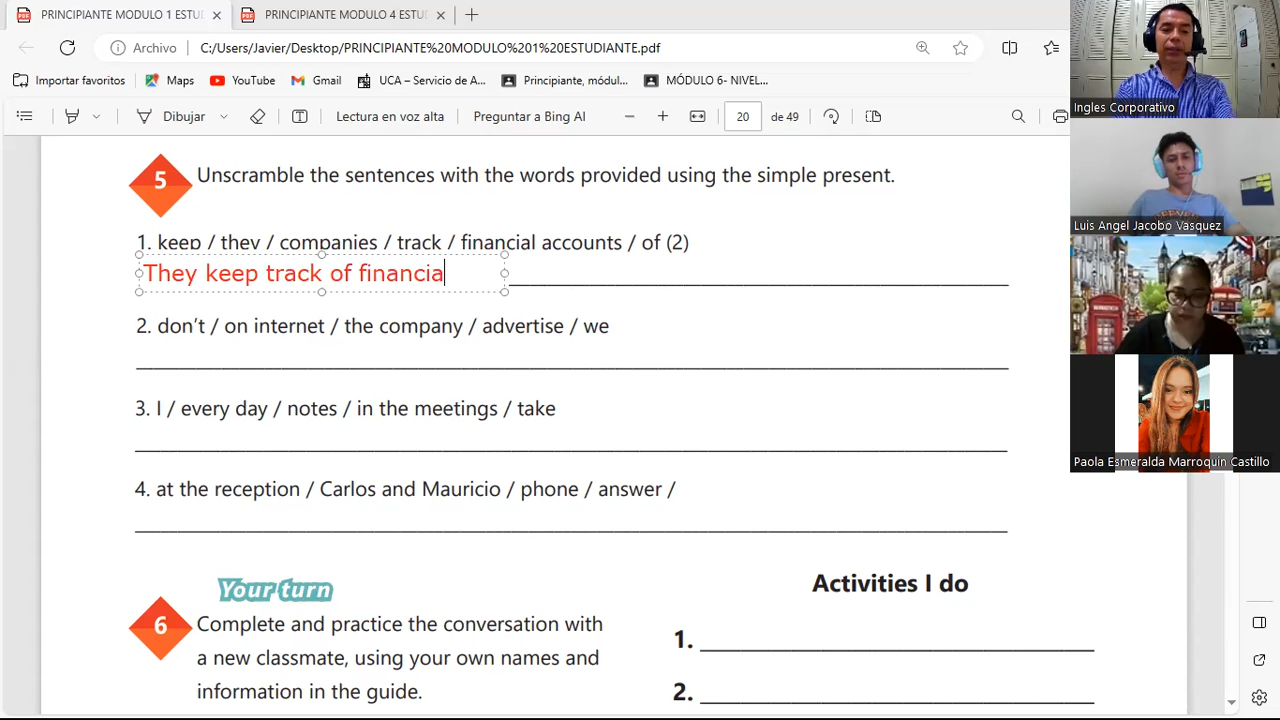 PRINCIPIANTE MODULO 1 ESTUDI
PRINCIPIANTE MODULO 4 ESTUD
Archivo
C:/Users/Javier/Desktop/PRINCIPIANTE%20MODULO%201%20ESTUDIANTE.pdf
Importar favoritos
Maps
YouTube
Gmail
UCA – Servicio de A...
Principiante, módul...
MÓDULO 6- NIVEL...
Dibujar
Lectura en voz alta
Preguntar a Bing AI
20
de 49
5
Unscramble the sentences with the words provided using the simple present.
1. keep / they / companies / track / financial accounts / of (2)
They keep track of financia
2. don't / on internet / the company / advertise / we
3. I / every day / notes / in the meetings / take
4. at the reception / Carlos and Mauricio / phone / answer /
Your turn
6
Complete and practice the conversation with
a new classmate, using your own names and
information in the guide.
Activities I do
1.
2.
Ingles Corporativo
Luis Angel Jacobo Vasquez
Paola Esmeralda Marroquin Castillo